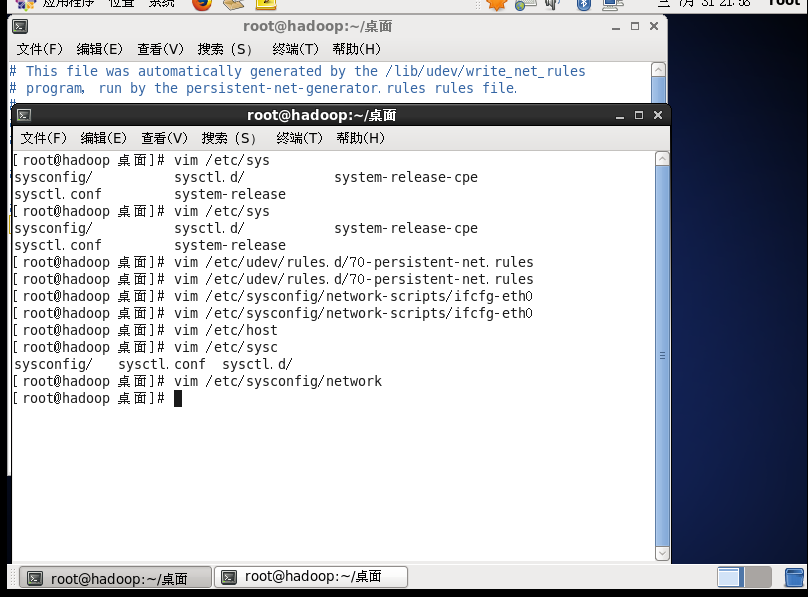 应用程序 位置 系统 三 7月 31 21:58 root
root@hadoop:~/桌面
文件(F) 编辑(E) 查看(V) 搜索 (S) 终端(T) 帮助(H)
# This file was automatically generated by the /lib/udev/write_net_rules
# program, run by the persistent-net-generator.rules rules file.
#
root@hadoop:~/桌面
文件(F) 编辑(E) 查看(V) 搜索 (S) 终端(T) 帮助(H)
[root@hadoop 桌面]# vim /etc/sys
sysconfig/ sysctl.d/ system-release-cpe
sysctl.conf system-release
[root@hadoop 桌面]# vim /etc/sys
sysconfig/ sysctl.d/ system-release-cpe
sysctl.conf system-release
[root@hadoop 桌面]# vim /etc/udev/rules.d/70-persistent-net.rules
[root@hadoop 桌面]# vim /etc/udev/rules.d/70-persistent-net.rules
[root@hadoop 桌面]# vim /etc/sysconfig/network-scripts/ifcfg-eth0
[root@hadoop 桌面]# vim /etc/sysconfig/network-scripts/ifcfg-eth0
[root@hadoop 桌面]# vim /etc/host
[root@hadoop 桌面]# vim /etc/sysc
sysconfig/ sysctl.conf sysctl.d/
[root@hadoop 桌面]# vim /etc/sysconfig/network
[root@hadoop 桌面]#
root@hadoop:~/桌面 root@hadoop:~/桌面